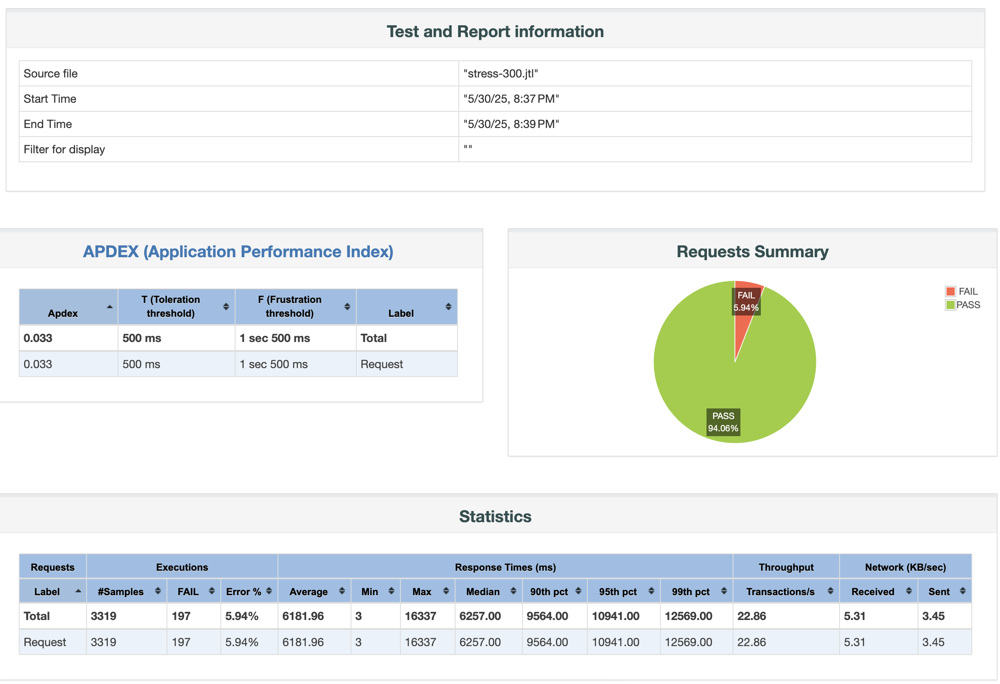 Test and Report information
Source file "stress-300.jtl"
Start Time "5/30/25, 8:37 PM"
End Time "5/30/25, 8:39 PM"
Filter for display ""
APDEX (Application Performance Index)
Apdex T (Toleration threshold) F (Frustration threshold) Label
0.033 500 ms 1 sec 500 ms Total
0.033 500 ms 1 sec 500 ms Request
Requests Summary
FAIL
5.94%
PASS
94.06%
FAIL
PASS
Statistics
Requests Executions Response Times (ms) Throughput Network (KB/sec)
Label #Samples FAIL Error % Average Min Max Median 90th pct 95th pct 99th pct Transactions/s Received Sent
Total 3319 197 5.94% 6181.96 3 16337 6257.00 9564.00 10941.00 12569.00 22.86 5.31 3.45
Request 3319 197 5.94% 6181.96 3 16337 6257.00 9564.00 10941.00 12569.00 22.86 5.31 3.45